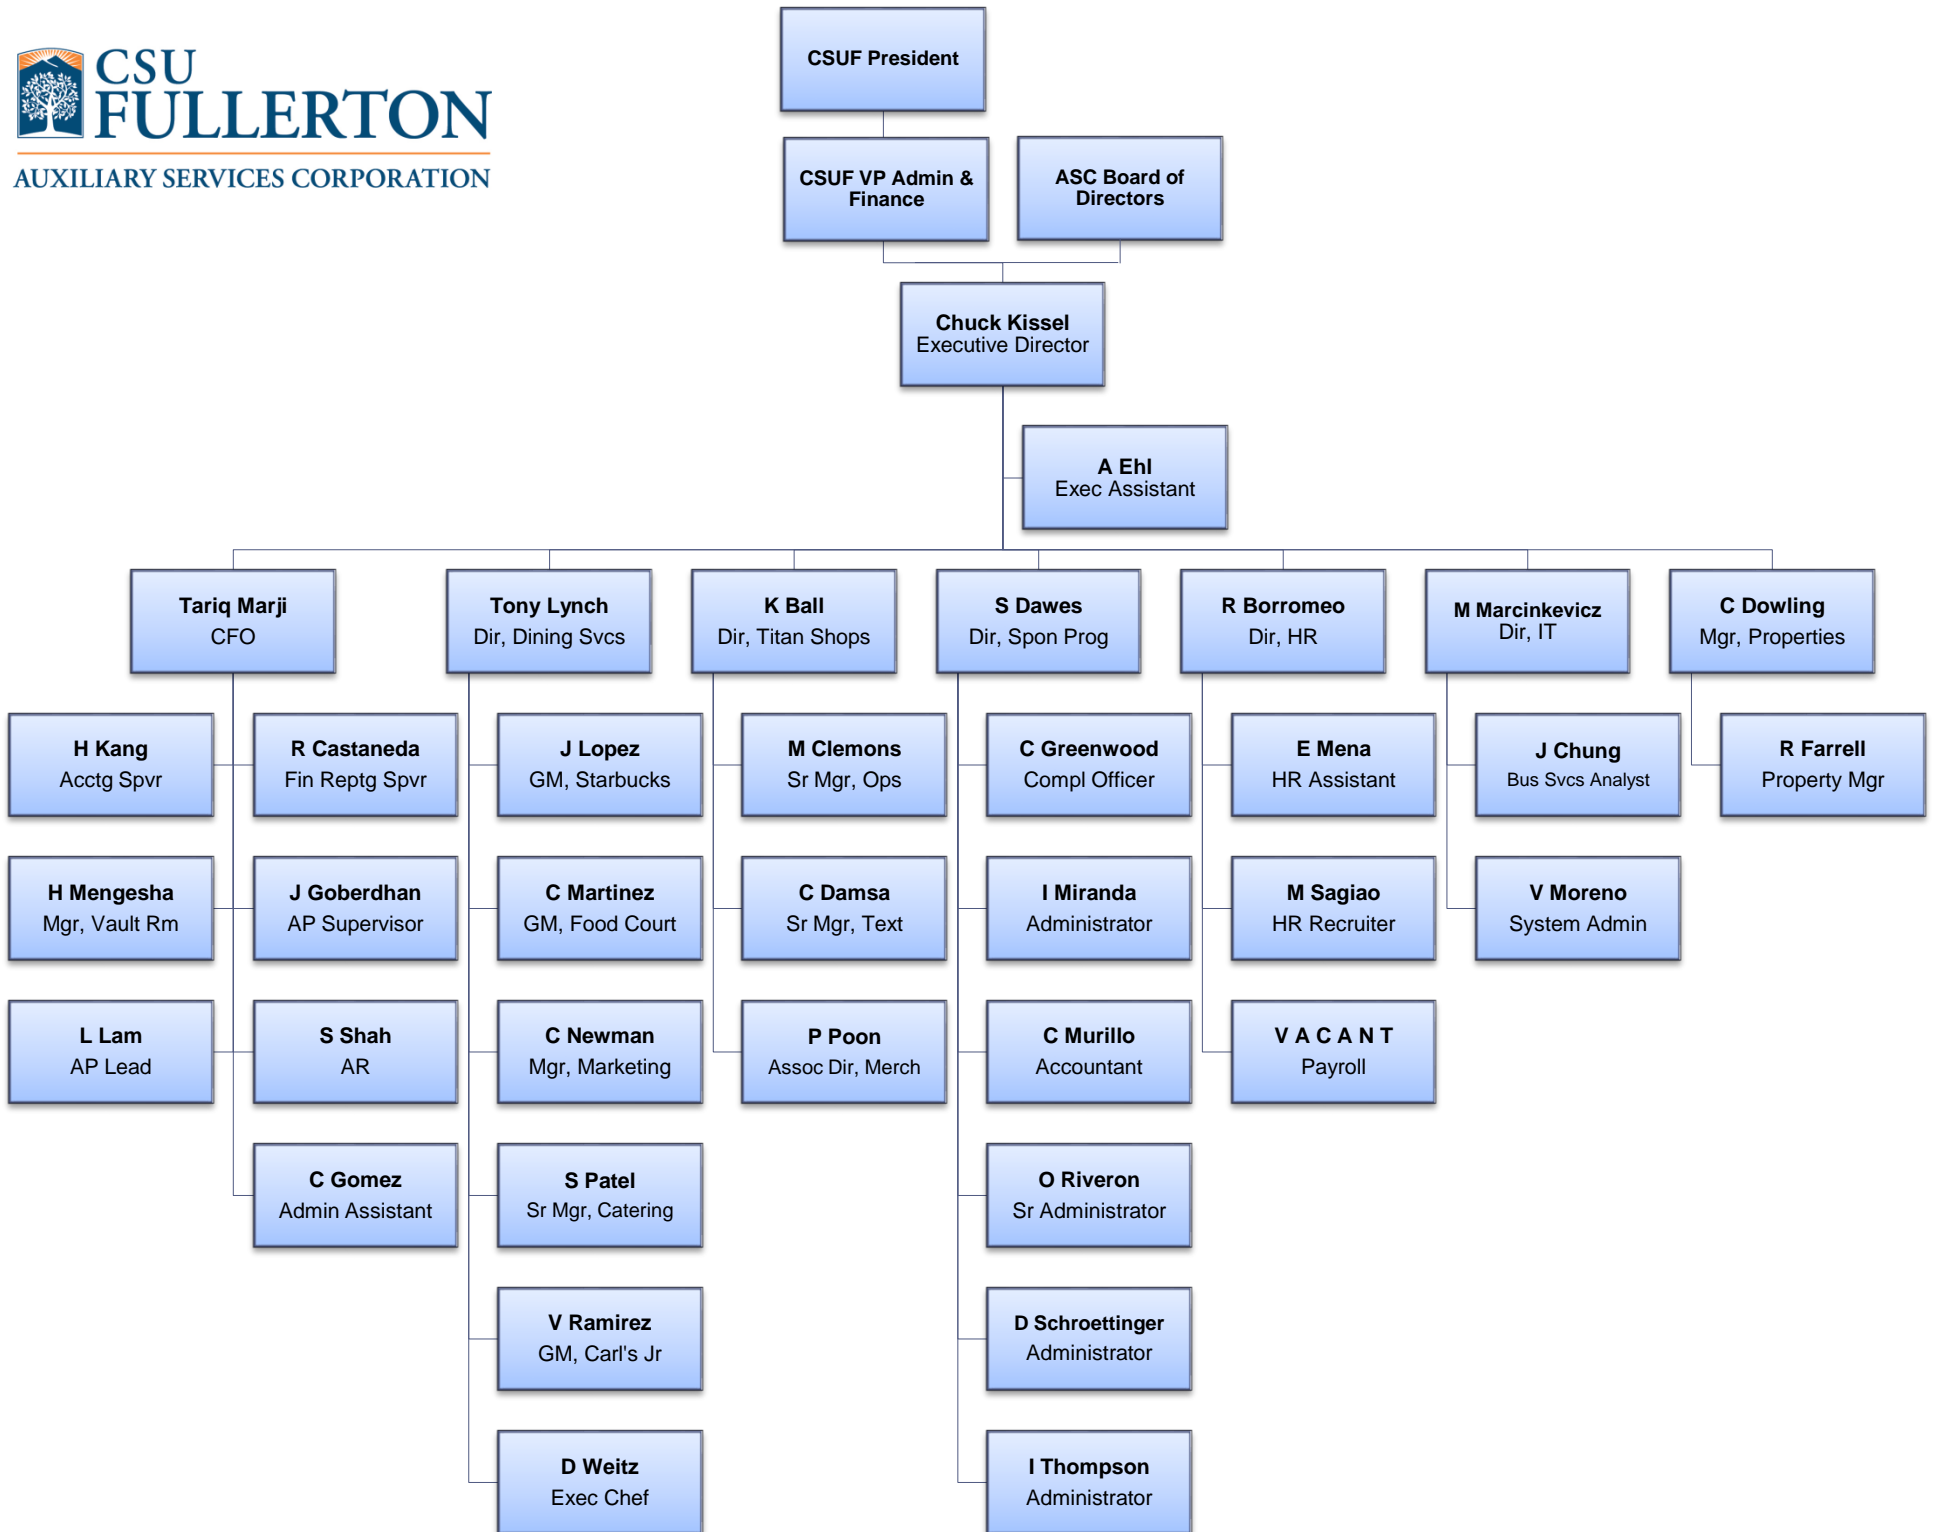 CSU
FULLERTON
AUXILIARY SERVICES CORPORATION
CSUF President
CSUF VP Admin &
Finance
ASC Board of
Directors
Chuck Kissel
Executive Director
A Ehl
Exec Assistant
Tariq Marji
CFO
Tony Lynch
Dir, Dining Svcs
K Ball
Dir, Titan Shops
S Dawes
Dir, Spon Prog
R Borromeo
Dir, HR
M Marcinkevicz
Dir, IT
C Dowling
Mgr, Properties
H Kang
Acctg Spvr
R Castaneda
Fin Reptg Spvr
J Lopez
GM, Starbucks
M Clemons
Sr Mgr, Ops
C Greenwood
Compl Officer
E Mena
HR Assistant
J Chung
Bus Svcs Analyst
R Farrell
Property Mgr
H Mengesha
Mgr, Vault Rm
J Goberdhan
AP Supervisor
C Martinez
GM, Food Court
C Damsa
Sr Mgr, Text
I Miranda
Administrator
M Sagiao
HR Recruiter
V Moreno
System Admin
L Lam
AP Lead
S Shah
AR
C Newman
Mgr, Marketing
P Poon
Assoc Dir, Merch
C Murillo
Accountant
V A C A N T
Payroll
C Gomez
Admin Assistant
S Patel
Sr Mgr, Catering
O Riveron
Sr Administrator
V Ramirez
GM, Carl's Jr
D Schroettinger
Administrator
D Weitz
Exec Chef
I Thompson
Administrator